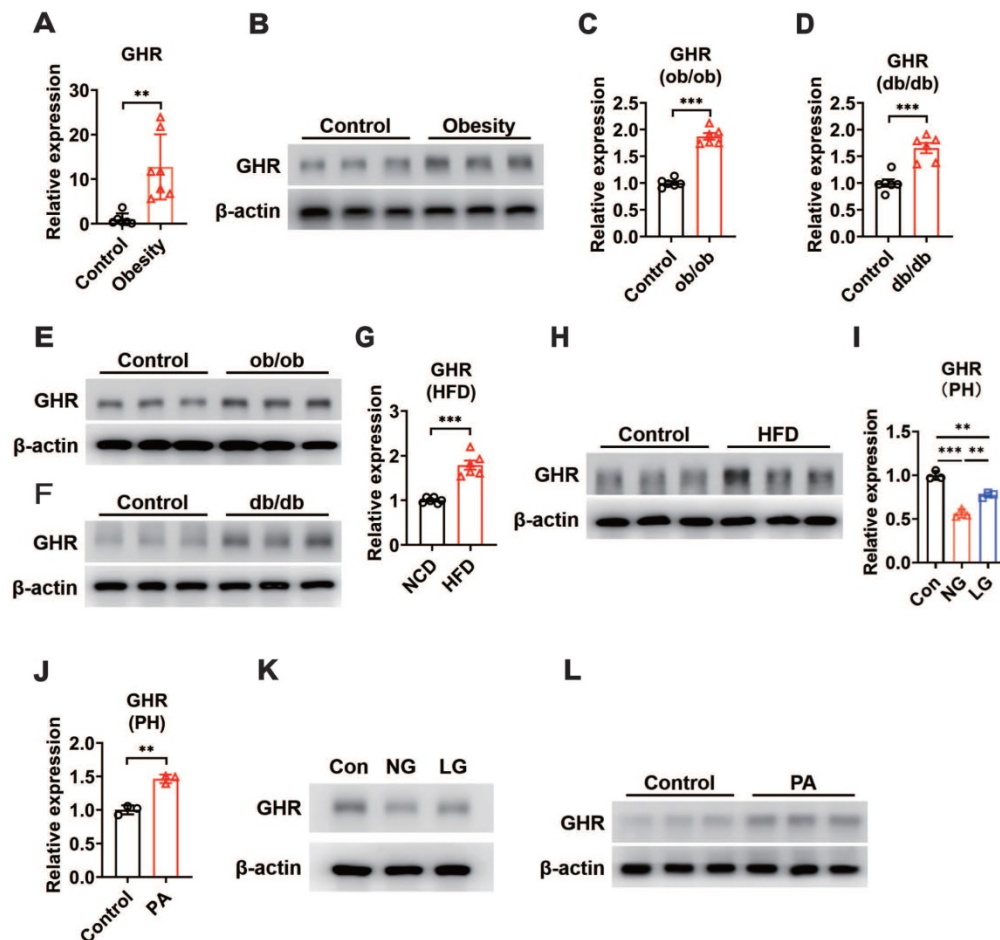 A
GHR
**
Relative expression
30
20
10
0
Control
Obesity
B
Control Obesity
GHR
β-actin
C
GHR
(ob/ob)
***
Relative expression
2.5
2.0
1.5
1.0
0.5
0.0
Control
ob/ob
D
GHR
(db/db)
***
Relative expression
2.5
2.0
1.5
1.0
0.5
0.0
Control
db/db
E
Control ob/ob
GHR
β-actin
F
Control db/db
GHR
β-actin
G
GHR
(HFD)
***
Relative expression
3
2
1
0
NCD
HFD
H
Control HFD
GHR
β-actin
I
GHR
(PH)
**
*** **
Relative expression
1.5
1.0
0.5
0.0
Con
NG
LG
J
GHR
(PH)
**
Relative expression
2.0
1.5
1.0
0.5
0.0
Control
PA
K
Con NG LG
GHR
β-actin
L
Control PA
GHR
β-actin